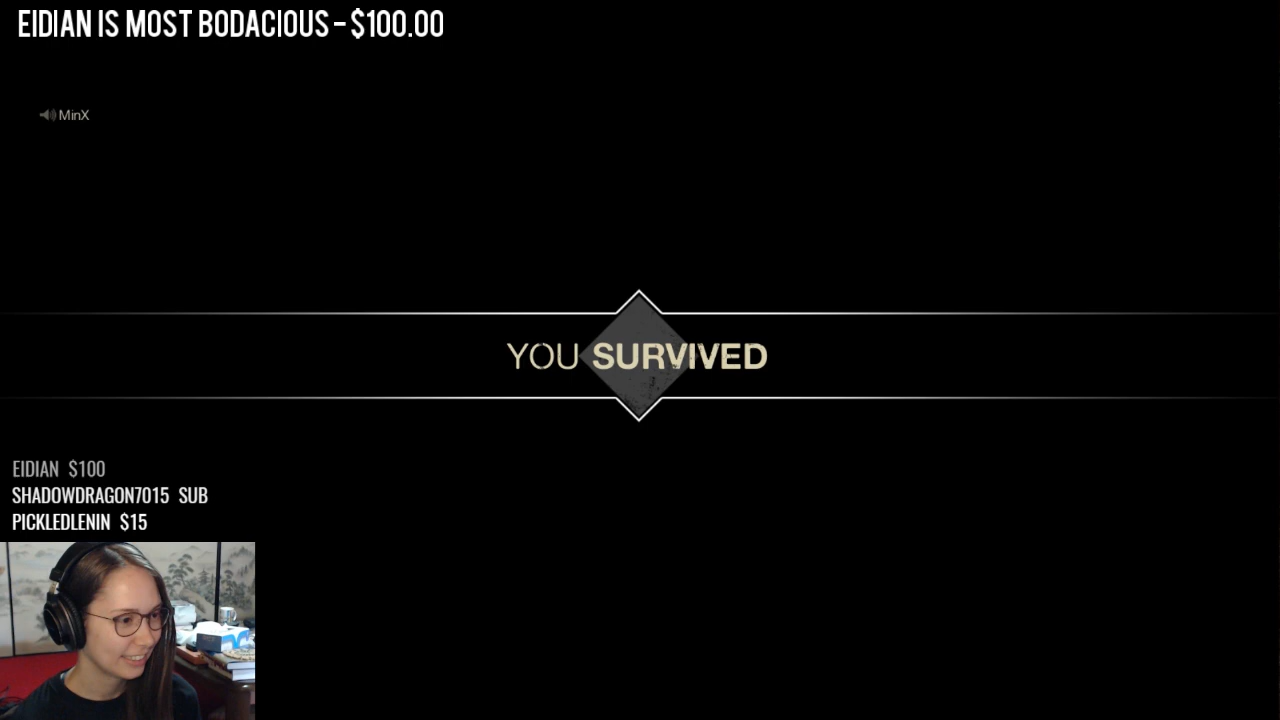 EIDIAN IS MOST BODACIOUS - $100.00
MinX
YOU SURVIVED
EIDIAN $100
SHADOWDRAGON7015 SUB
PICKLEDLENIN $15